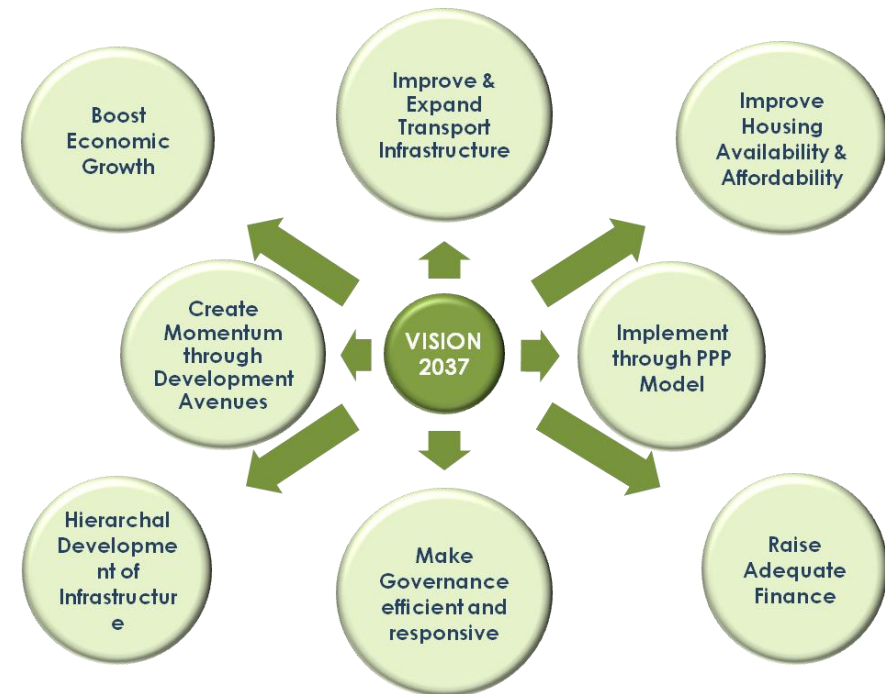 Boost
Economic
Growth
Improve &
Expand
Transport
Infrastructure
Improve
Housing
Availability &
Affordability
Create
Momentum
through
Development
Avenues
VISION
2037
Implement
through PPP
Model
Hierarchal
Developme
nt of
Infrastructur
e
Make
Governance
efficient and
responsive
Raise
Adequate
Finance